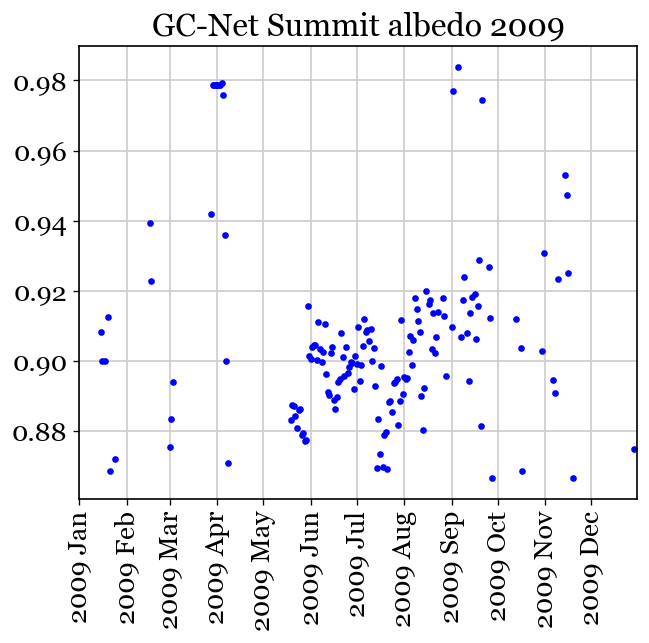 GC-Net Summit albedo 2009
0.98
0.96
0.94
0.92
0.90
0.88
2009 Jan
2009 Feb
2009 Mar
2009 Apr
2009 May
2009 Jun
2009 Jul
2009 Aug
2009 Sep
2009 Oct
2009 Nov
2009 Dec